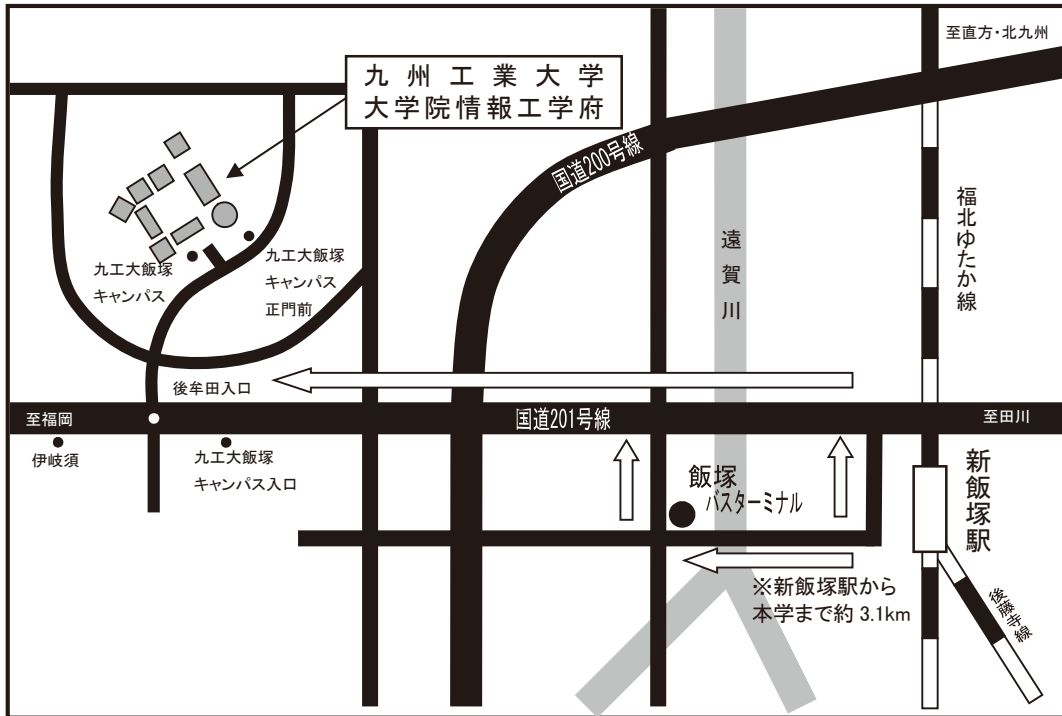 至直方・北九州
九州工業大学
大学院情報工学府
国道200号線
福北ゆたか線
遠賀川
九工大飯塚
キャンパス
九工大飯塚
キャンパス
正門前
後牟田入口
至福岡
国道201号線
至田川
伊岐須
九工大飯塚
キャンパス入口
飯塚
バスターミナル
新飯塚駅
※新飯塚駅から
本学まで約 3.1km
後藤寺線